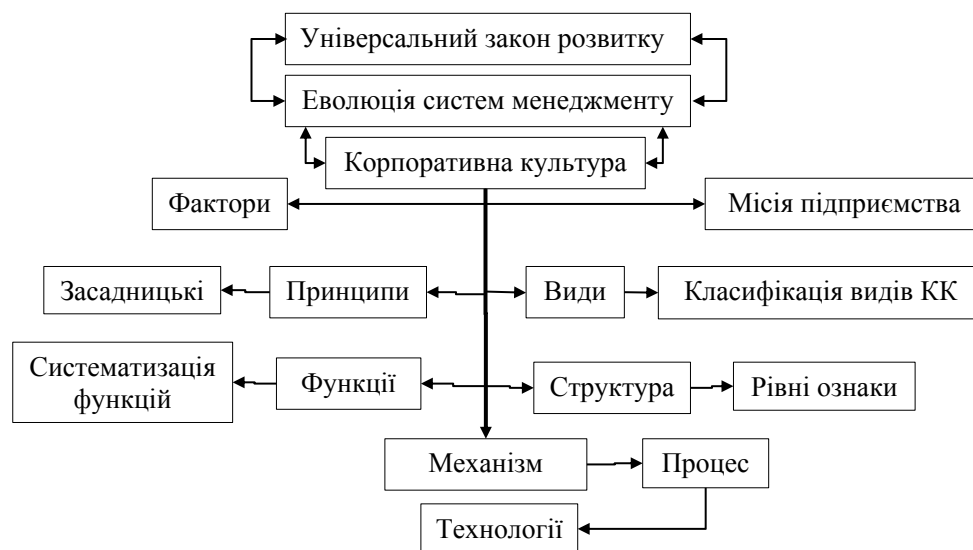 Універсальний закон розвитку
Еволюція систем менеджменту
Корпоративна культура
Фактори
Місія підприємства
Засадницькі
Принципи
Види
Класифікація видів КК
Систематизація
функцій
Функції
Структура
Рівні ознаки
Механізм
Процес
Технології